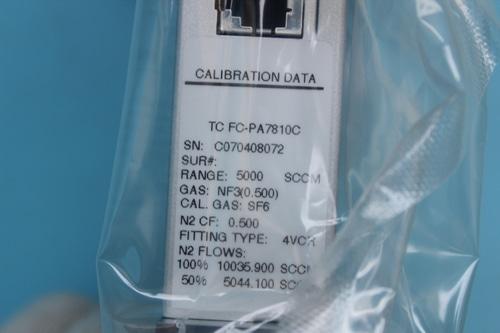 CALIBRATION DATA
TC FC-PA7810C
SN: C070408072
SUR#:
RANGE: 5000 SCCM
GAS: NF3(0.500)
CAL. GAS: SF6
N2 CF: 0.500
FITTING TYPE: 4VCR
N2 FLOWS:
100% 10035.900 SCCM
50% 5044.100